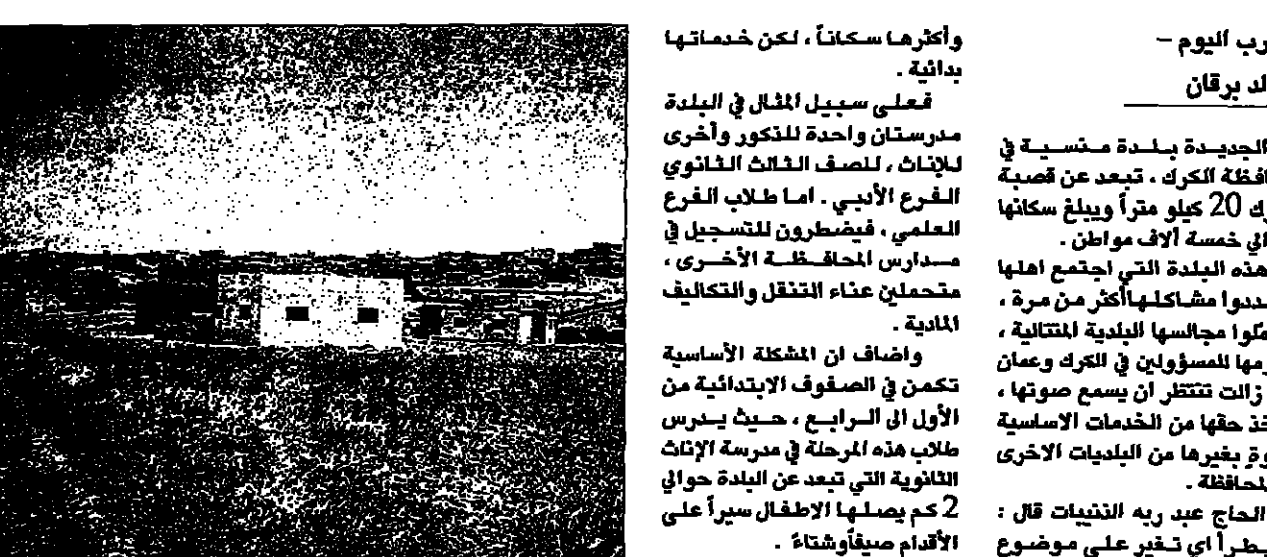 رب اليوم –
لد برقان
الجديدة بلدة منسية في
افظة الكرك ، تبعد عن قصبة
رك 20 كيلو متراً ويبلغ سكانها
الي خمسة آلاف مواطن .
هذه البلدة التي اجتمع اهلها
ددوا مشاكلها أكثر من مرة ،
ملوا مجالسها البلدية المتتالية ،
ومها للمسؤولين في الكرك وعمان
زالت تنتظر ان يسمع صوتها ،
خذ حقها من الخدمات الاساسية
وة بغيرها من البلديات الاخرى
لمحافظة .
الحاج عبد ربه الذنيبات قال :
يطرأ اي تغير على موضوع
وأكثرها سكاناً ، لكن خدماتها
بدائية .
فعلى سبيل المثال في البلدة
مدرستان واحدة للذكور وأخرى
للإناث ، للصف الثالث الثانوي
الفرع الأدبي . اما طلاب الفرع
العلمي ، فيضطرون للتسجيل في
مدارس المحافظة الأخرى ،
متحملين عناء التنقل والتكاليف
المادية .
واضاف ان المشكلة الأساسية
تكمن في الصفوف الابتدائية من
الأول الى الرابع ، حيث يدرس
طلاب هذه المرحلة في مدرسة الإناث
الثانوية التي تبعد عن البلدة حوالي
2 كم يصلها الاطفال سيراً على
الأقدام صيفاً وشتاءً .